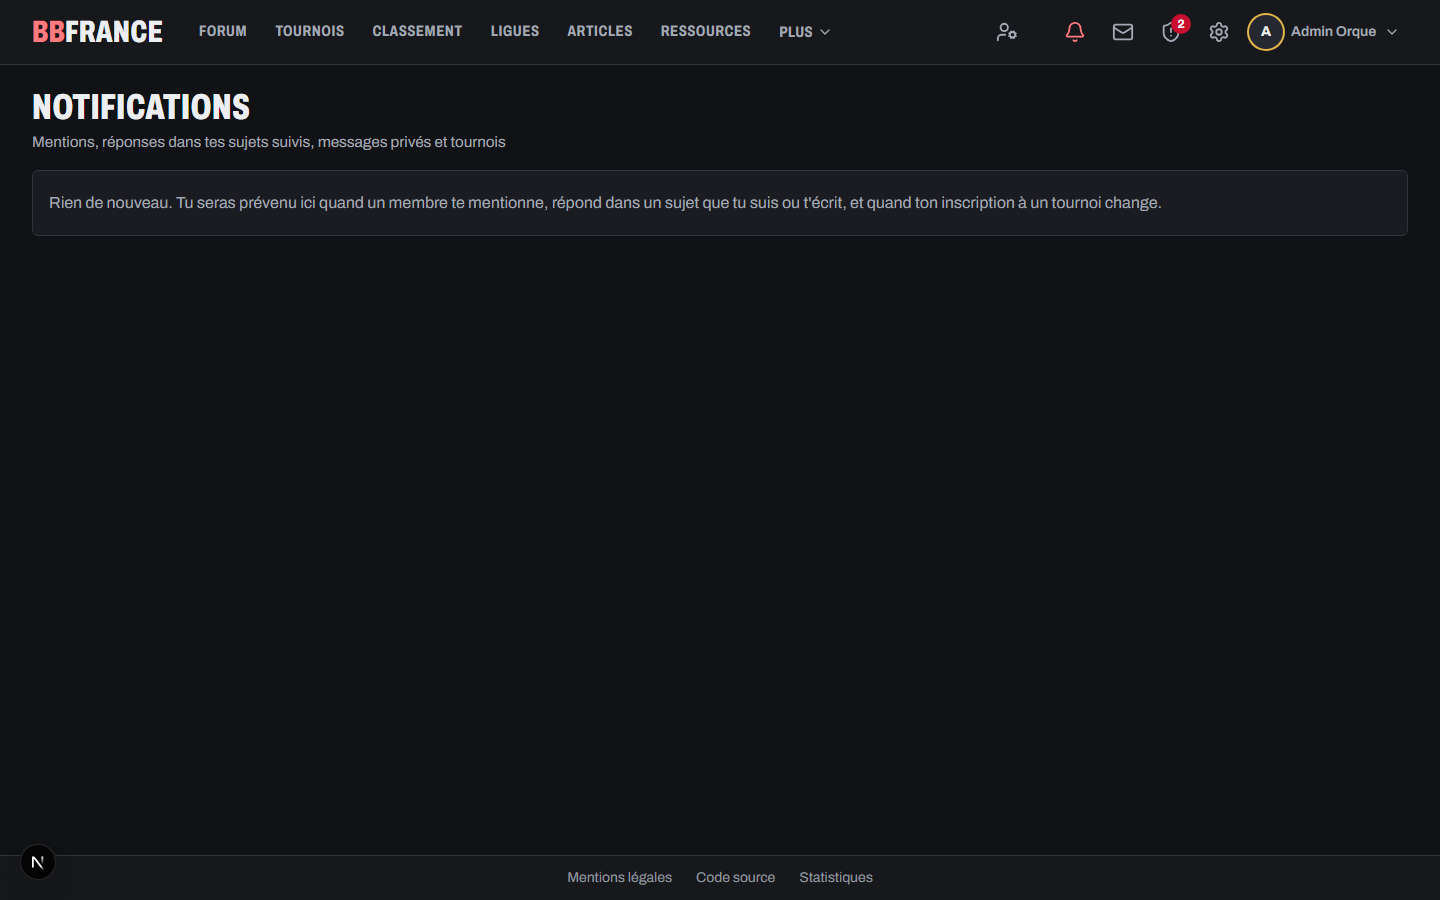 BBFRANCE
FORUM
TOURNOIS
CLASSEMENT
LIGUES
ARTICLES
RESSOURCES
PLUS
2
A
Admin Orque
NOTIFICATIONS
Mentions, réponses dans tes sujets suivis, messages privés et tournois
Rien de nouveau. Tu seras prévenu ici quand un membre te mentionne, répond dans un sujet que tu suis ou t'écrit, et quand ton inscription à un tournoi change.
N
Mentions légales
Code source
Statistiques